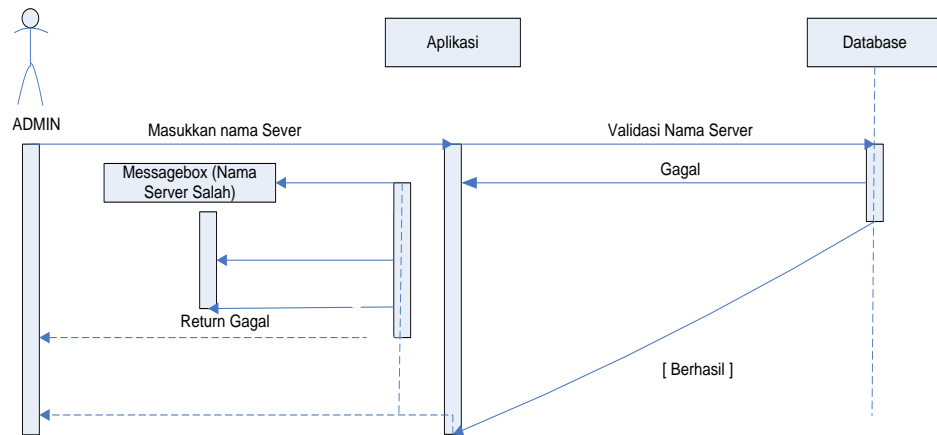 Aplikasi
Database
ADMIN
Masukkan nama Sever
Validasi Nama Server
Messagebox (Nama
Server Salah)
Gagal
Return Gagal
[ Berhasil ]